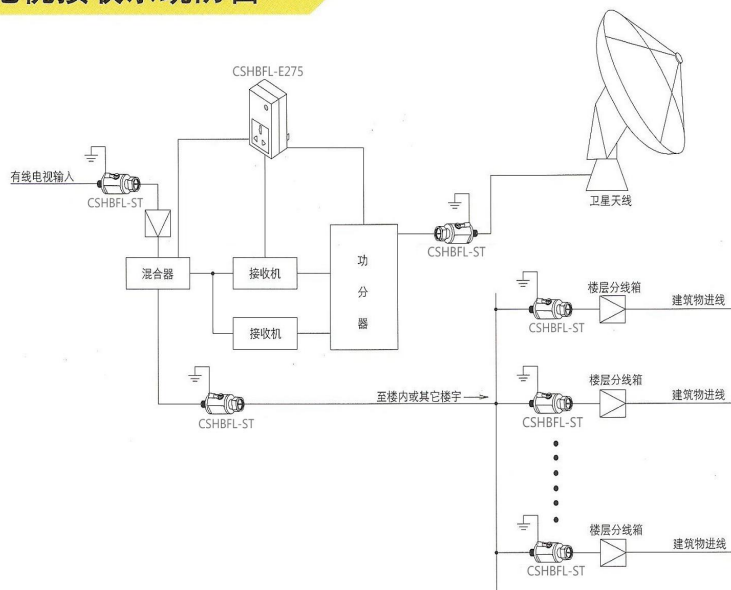 CSHBFL-E275
有线电视输入
CSHBFL-ST
卫星天线
CSHBFL-ST
混合器
接收机
功分器
接收机
楼层分线箱
建筑物进线
CSHBFL-ST
至楼内或其它楼宇
CSHBFL-ST
楼层分线箱
建筑物进线
CSHBFL-ST
楼层分线箱
建筑物进线
CSHBFL-ST